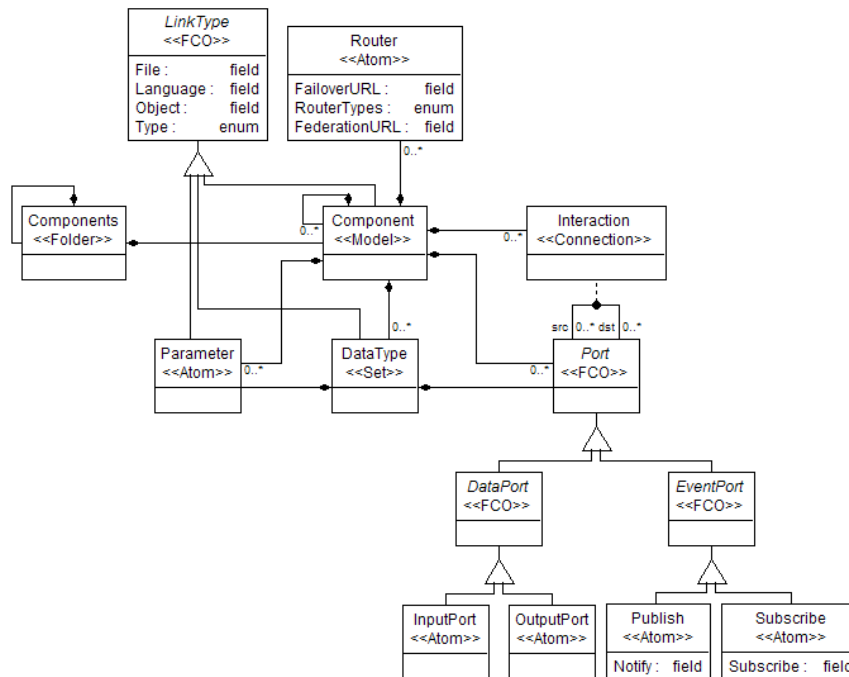 LinkType
<<FCO>>
File : field
Language : field
Object : field
Type : enum
Router
<<Atom>>
FailoverURL : field
RouterTypes : enum
FederationURL : field
0..*
Components
<<Folder>>
0..*
Component
<<Model>>
Interaction
<<Connection>>
0..*
src 0..* dst 0..*
Parameter
<<Atom>>
0..*
DataType
<<Set>>
0..*
Port
<<FCO>>
0..*
DataPort
<<FCO>>
EventPort
<<FCO>>
InputPort
<<Atom>>
OutputPort
<<Atom>>
Publish
<<Atom>>
Notify : field
Subscribe
<<Atom>>
Subscribe : field